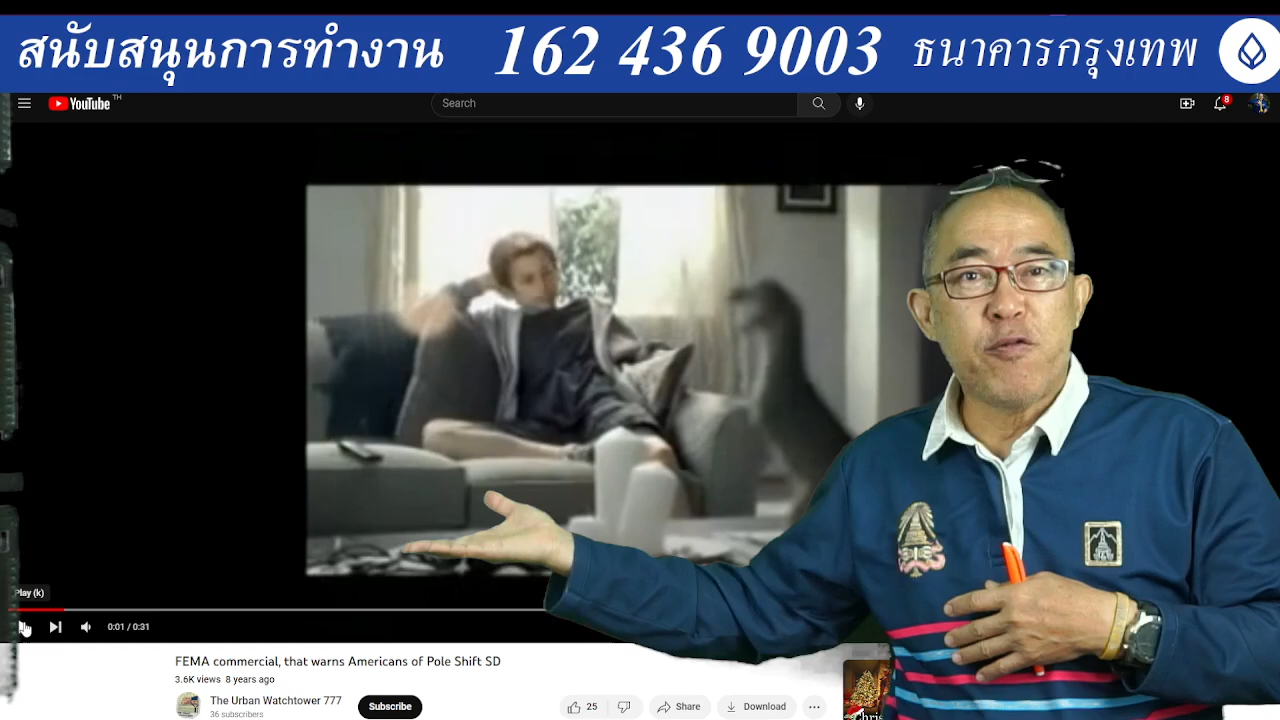 สนับสนุนการทำงาน 162 436 9003 ธนาคารกรุงเทพ
YouTube TH
Search
8
Play (k)
0:01 / 0:31
FEMA commercial, that warns Americans of Pole Shift SD
3.6K views 8 years ago
The Urban Watchtower 777
36 subscribers
Subscribe
25
Share
Download